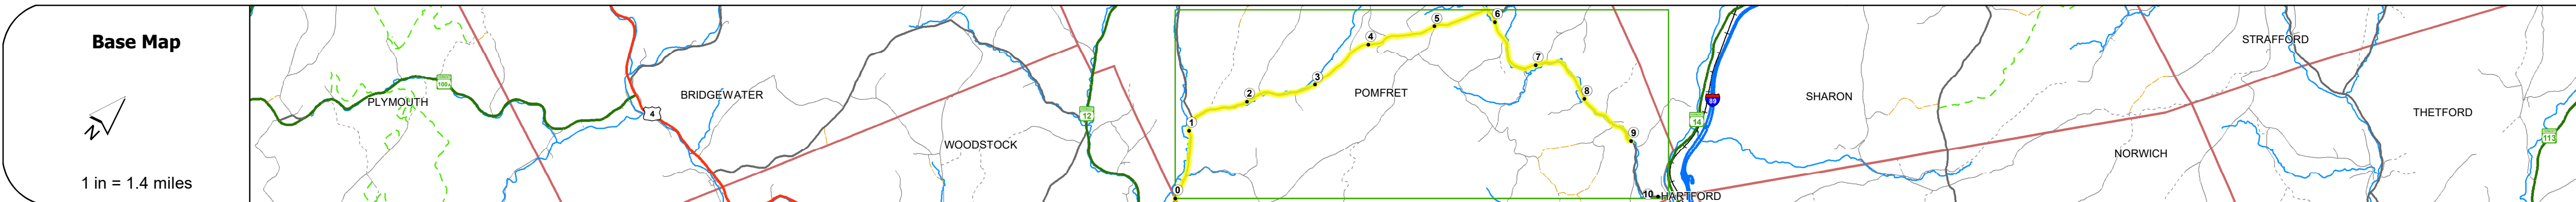 Base Map
N
1 in = 1.4 miles
PLYMOUTH
100A
BRIDGEWATER
4
WOODSTOCK
12
0
1
2
3
4
5
6
7
8
9
10
POMFRET
HARTFORD
14
89
SHARON
STRAFFORD
NORWICH
THETFORD
113